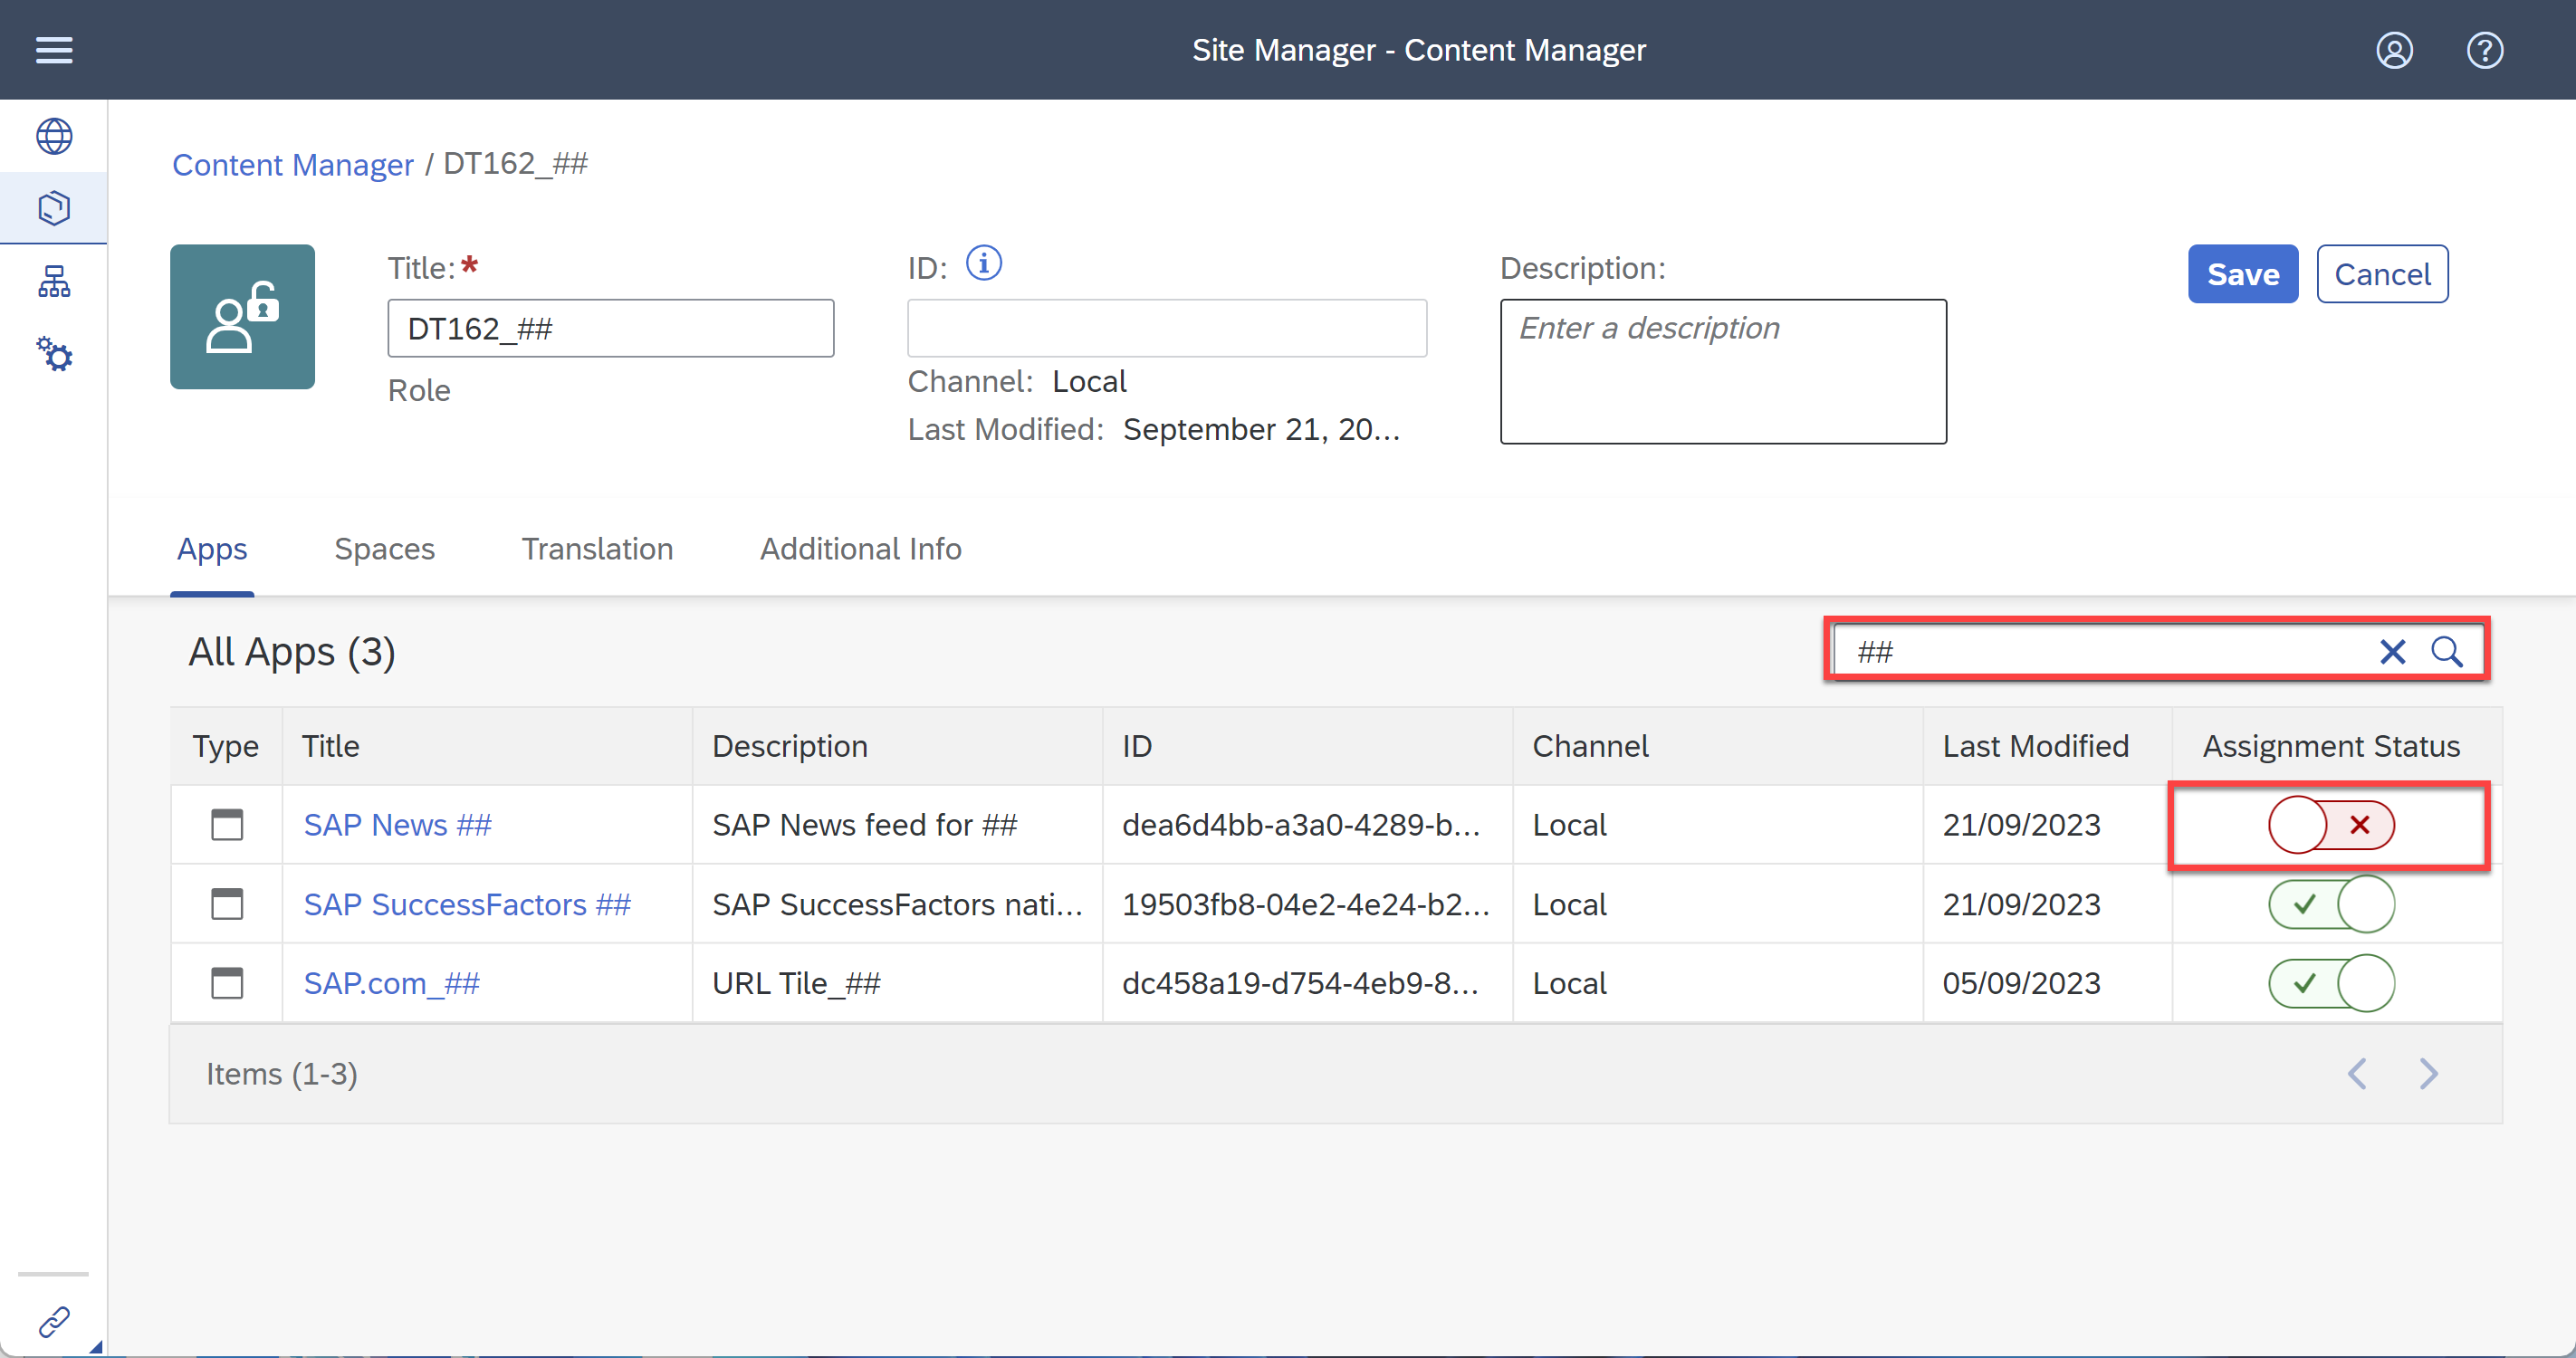 Site Manager - Content Manager
Content Manager / DT162_##
Title:* ID: Description:
DT162_##
Enter a description
Save Cancel
Role
Channel: Local
Last Modified: September 21, 20...
Apps Spaces Translation Additional Info
All Apps (3)
##
Type Title Description ID Channel Last Modified Assignment Status
SAP News ## SAP News feed for ## dea6d4bb-a3a0-4289-b... Local 21/09/2023
SAP SuccessFactors ## SAP SuccessFactors nati... 19503fb8-04e2-4e24-b2... Local 21/09/2023
SAP.com_## URL Tile_## dc458a19-d754-4eb9-8... Local 05/09/2023
Items (1-3)